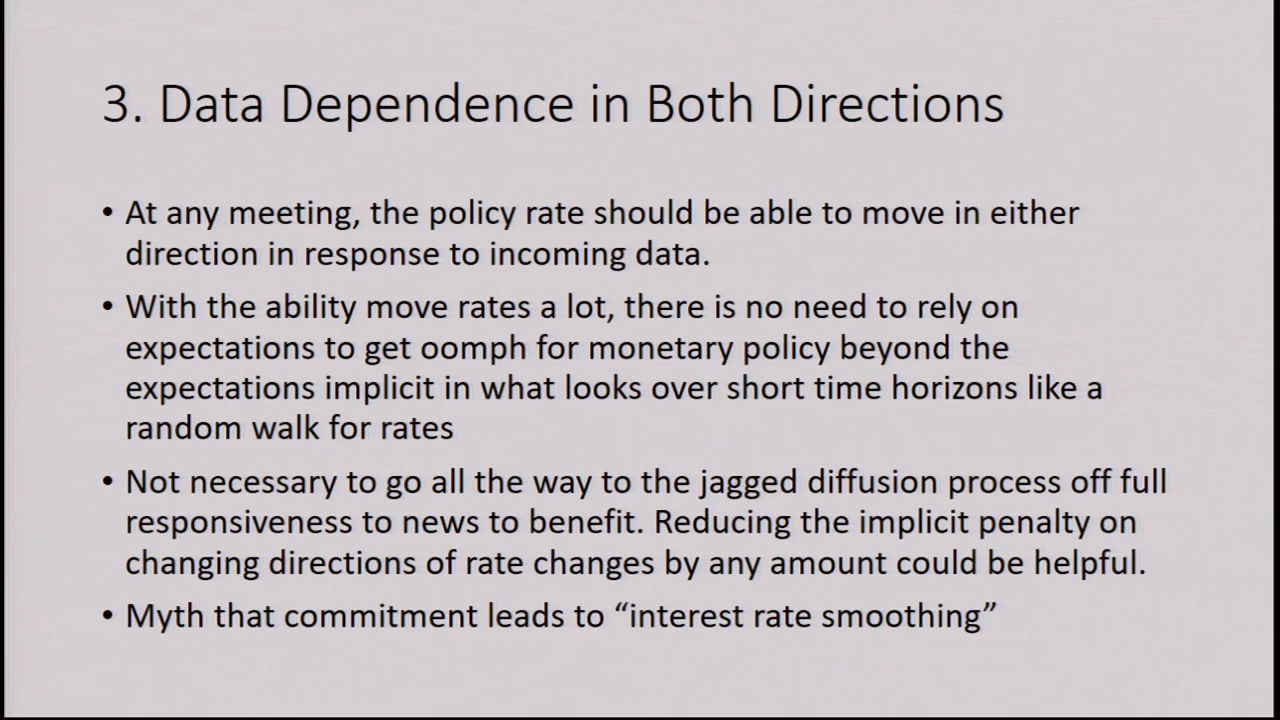 3. Data Dependence in Both Directions
• At any meeting, the policy rate should be able to move in either
direction in response to incoming data.
• With the ability move rates a lot, there is no need to rely on
expectations to get oomph for monetary policy beyond the
expectations implicit in what looks over short time horizons like a
random walk for rates
• Not necessary to go all the way to the jagged diffusion process off full
responsiveness to news to benefit. Reducing the implicit penalty on
changing directions of rate changes by any amount could be helpful.
• Myth that commitment leads to “interest rate smoothing”